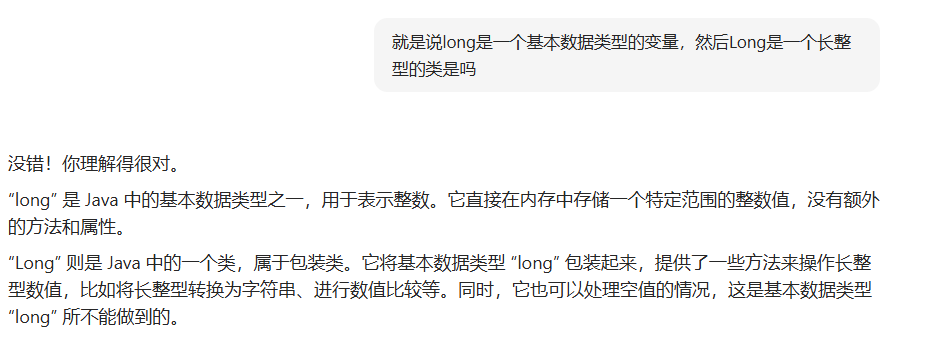 就是说long是一个基本数据类型的变量，然后Long是一个长整
型的类是吗
没错！你理解得很对。
“long” 是 Java 中的基本数据类型之一，用于表示整数。它直接在内存中存储一个特定范围的整数值，没有额外
的方法和属性。
“Long” 则是 Java 中的一个类，属于包装类。它将基本数据类型 “long” 包装起来，提供了一些方法来操作长整
型数值，比如将长整型转换为字符串、进行数值比较等。同时，它也可以处理空值的情况，这是基本数据类型
“long” 所不能做到的。